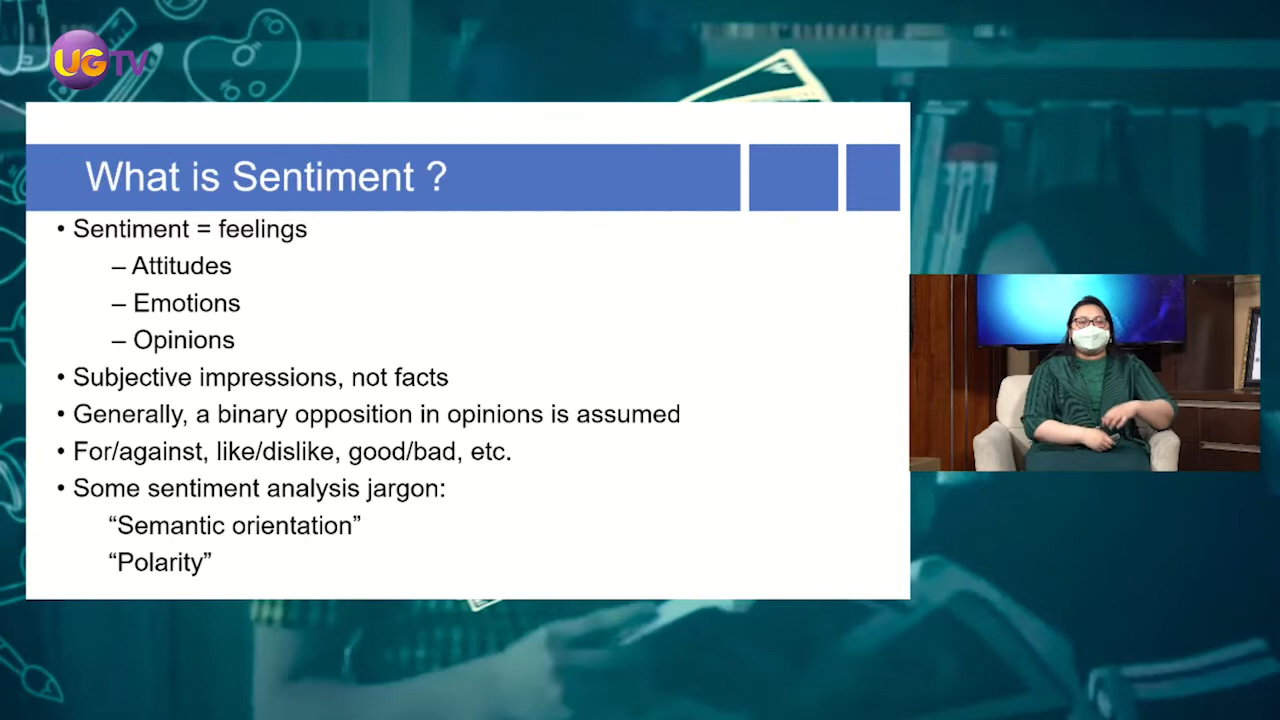 UGTV
What is Sentiment ?
• Sentiment = feelings
– Attitudes
– Emotions
– Opinions
• Subjective impressions, not facts
• Generally, a binary opposition in opinions is assumed
• For/against, like/dislike, good/bad, etc.
• Some sentiment analysis jargon:
“Semantic orientation”
“Polarity”